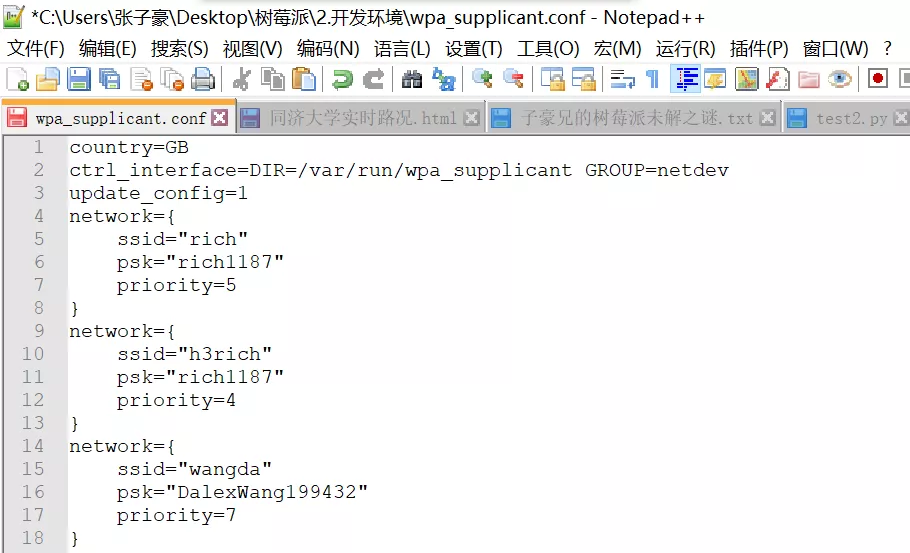 *C:\Users\张子豪\Desktop\树莓派\2.开发环境\wpa_supplicant.conf - Notepad++
文件(F) 编辑(E) 搜索(S) 视图(V) 编码(N) 语言(L) 设置(T) 工具(O) 宏(M) 运行(R) 插件(P) 窗口(W) ?
wpa_supplicant.conf 同济大学实时路况.html 子豪兄的树莓派未解之谜.txt test2.py
1 country=GB
2 ctrl_interface=DIR=/var/run/wpa_supplicant GROUP=netdev
3 update_config=1
4 network={
5 ssid="rich"
6 psk="rich1187"
7 priority=5
8 }
9 network={
10 ssid="h3rich"
11 psk="rich1187"
12 priority=4
13 }
14 network={
15 ssid="wangda"
16 psk="DalexWang199432"
17 priority=7
18 }